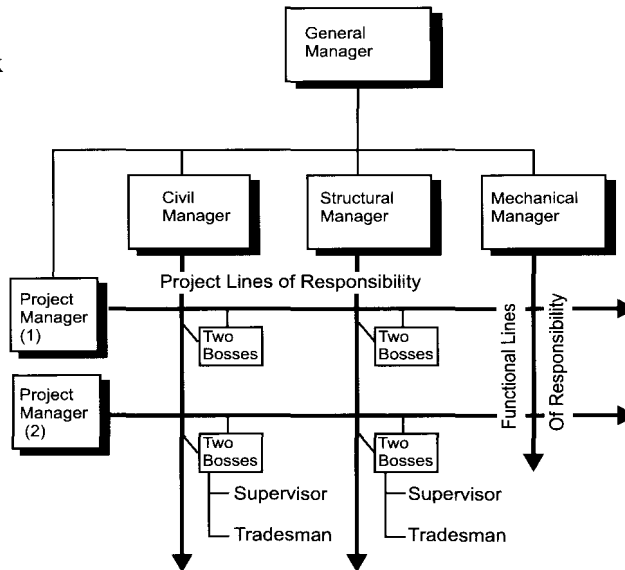 General
Manager
k
Civil
Manager
Structural
Manager
Mechanical
Manager
Project Lines of Responsibility
Project
Manager
(1)
Two
Bosses
Two
Bosses
Functional Lines
Of Responsibility
Project
Manager
(2)
Two
Bosses
Two
Bosses
Supervisor
Supervisor
Tradesman
Tradesman